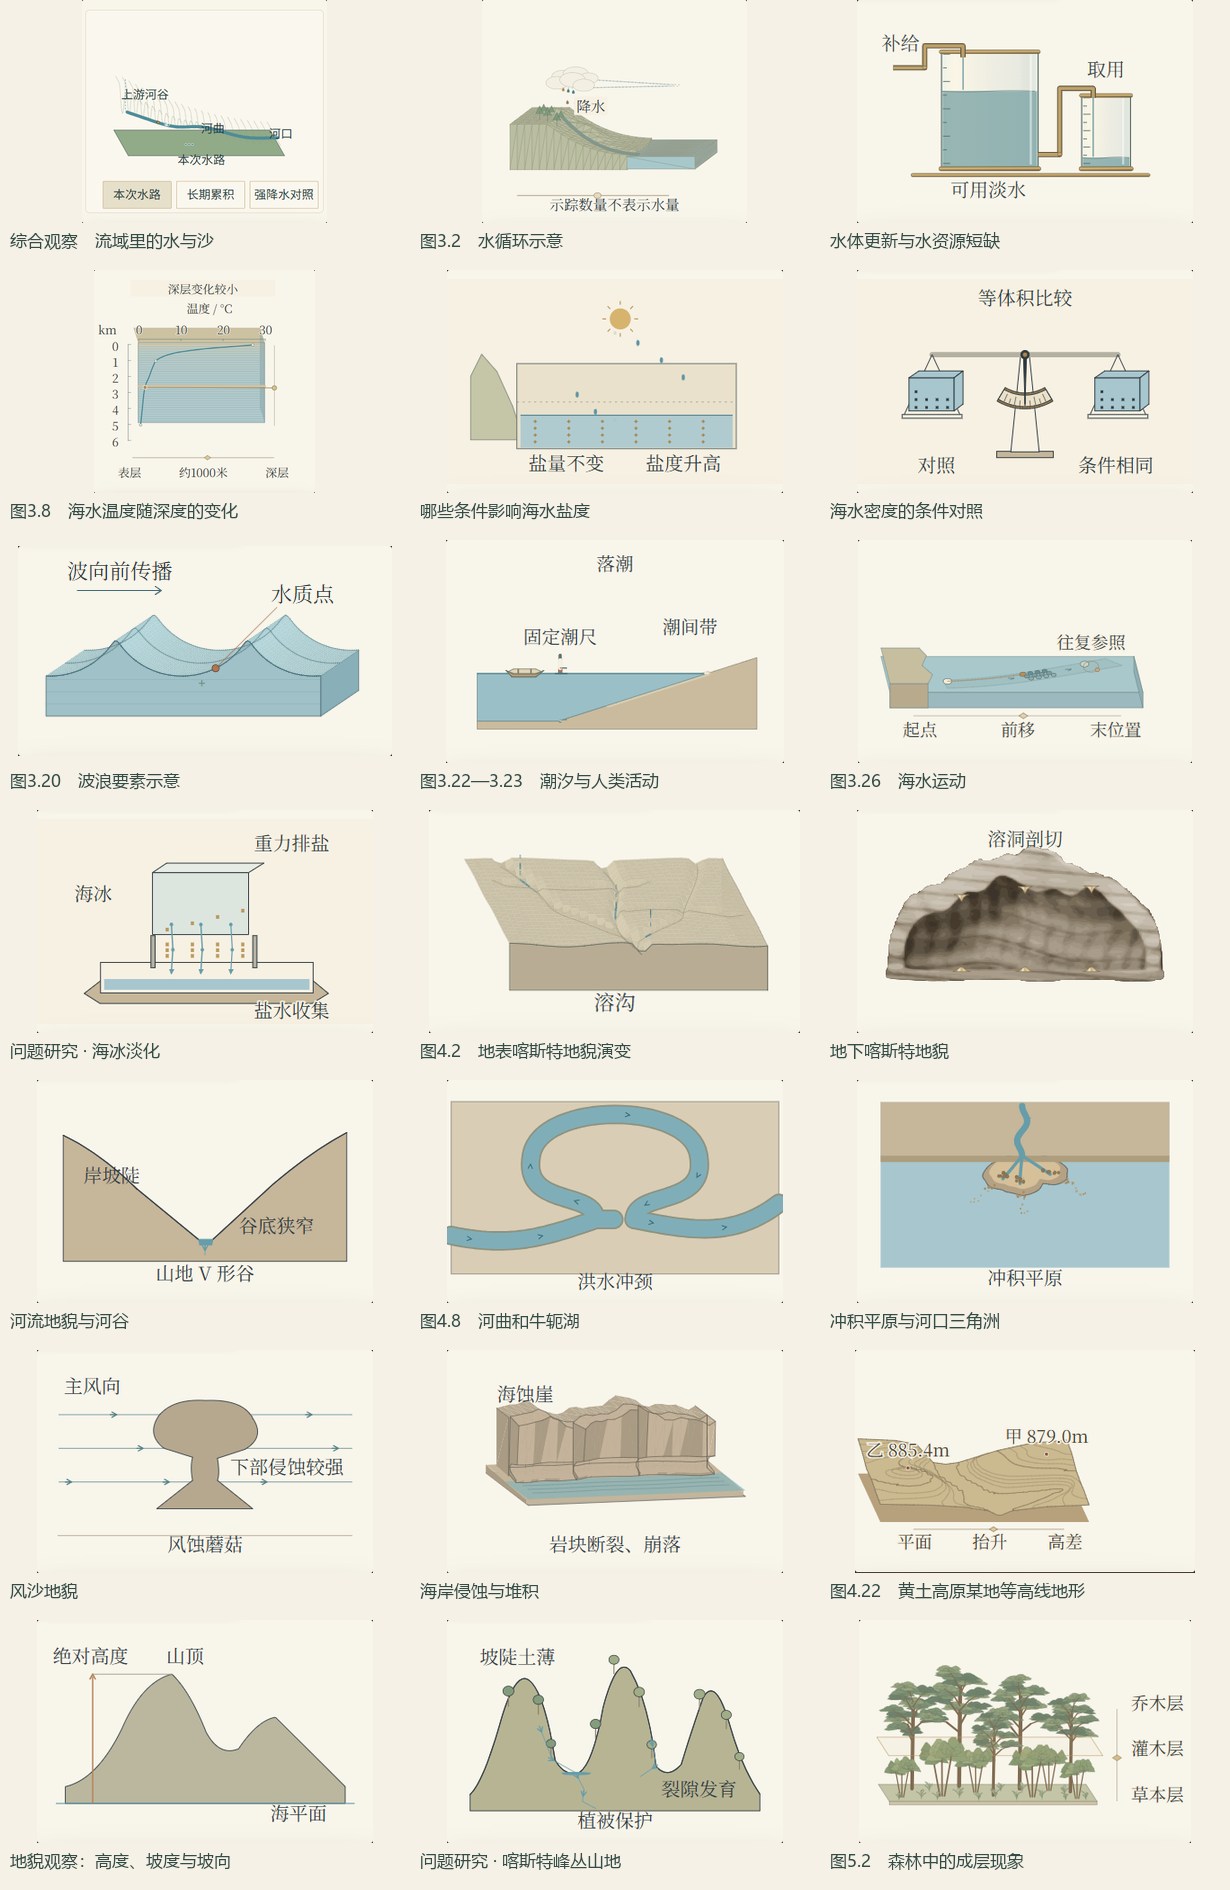 上游河谷
河曲
河口
本次水路
本次水路 长期累积 强降水对照
综合观察 流域里的水与沙
降水
示踪数量不表示水量
图3.2 水循环示意
补给
取用
可用淡水
水体更新与水资源短缺
深层变化较小
温度 / °C
km 0 10 20 30
0
1
2
3
4
5
6
表层 约1000米 深层
图3.8 海水温度随深度的变化
盐量不变 盐度升高
哪些条件影响海水盐度
等体积比较
对照 条件相同
海水密度的条件对照
波向前传播
水质点
图3.20 波浪要素示意
落潮
固定潮尺
潮间带
图3.22—3.23 潮汐与人类活动
往复参照
起点 前移 末位置
图3.26 海水运动
重力排盐
海冰
盐水收集
问题研究 · 海冰淡化
溶沟
图4.2 地表喀斯特地貌演变
溶洞剖切
地下喀斯特地貌
岸坡陡
谷底狭窄
山地 V 形谷
河流地貌与河谷
洪水冲颈
图4.8 河曲和牛轭湖
冲积平原
冲积平原与河口三角洲
主风向
下部侵蚀较强
风蚀蘑菇
风沙地貌
海蚀崖
岩块断裂、崩落
海岸侵蚀与堆积
甲 879.0m
乙 885.4m
平面 抬升 高差
图4.22 黄土高原某地等高线地形
绝对高度 山顶
海平面
地貌观察：高度、坡度与坡向
坡陡土薄
裂隙发育
植被保护
问题研究 · 喀斯特峰丛山地
乔木层
灌木层
草本层
图5.2 森林中的成层现象